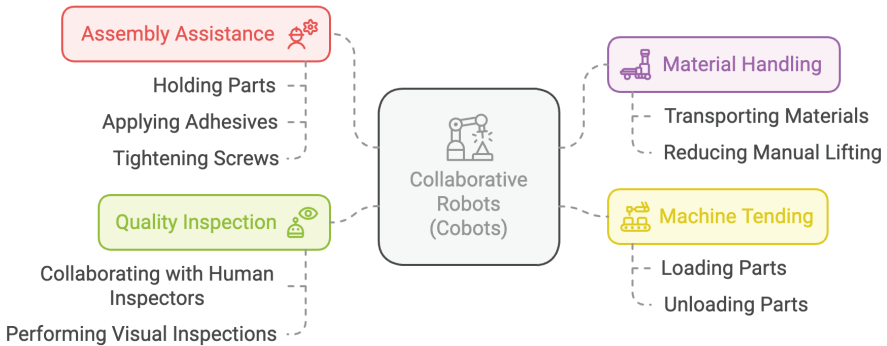 Assembly Assistance
Holding Parts
Applying Adhesives
Tightening Screws
Quality Inspection
Collaborating with Human
Inspectors
Performing Visual Inspections
Collaborative
Robots
(Cobots)
Material Handling
Transporting Materials
Reducing Manual Lifting
Machine Tending
Loading Parts
Unloading Parts